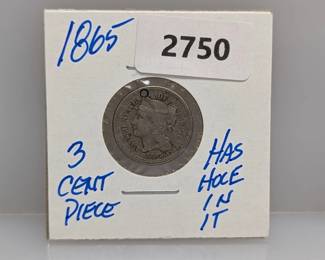 1865
2750
3
CENT
PIECE
HAS
HOLE
IN
IT